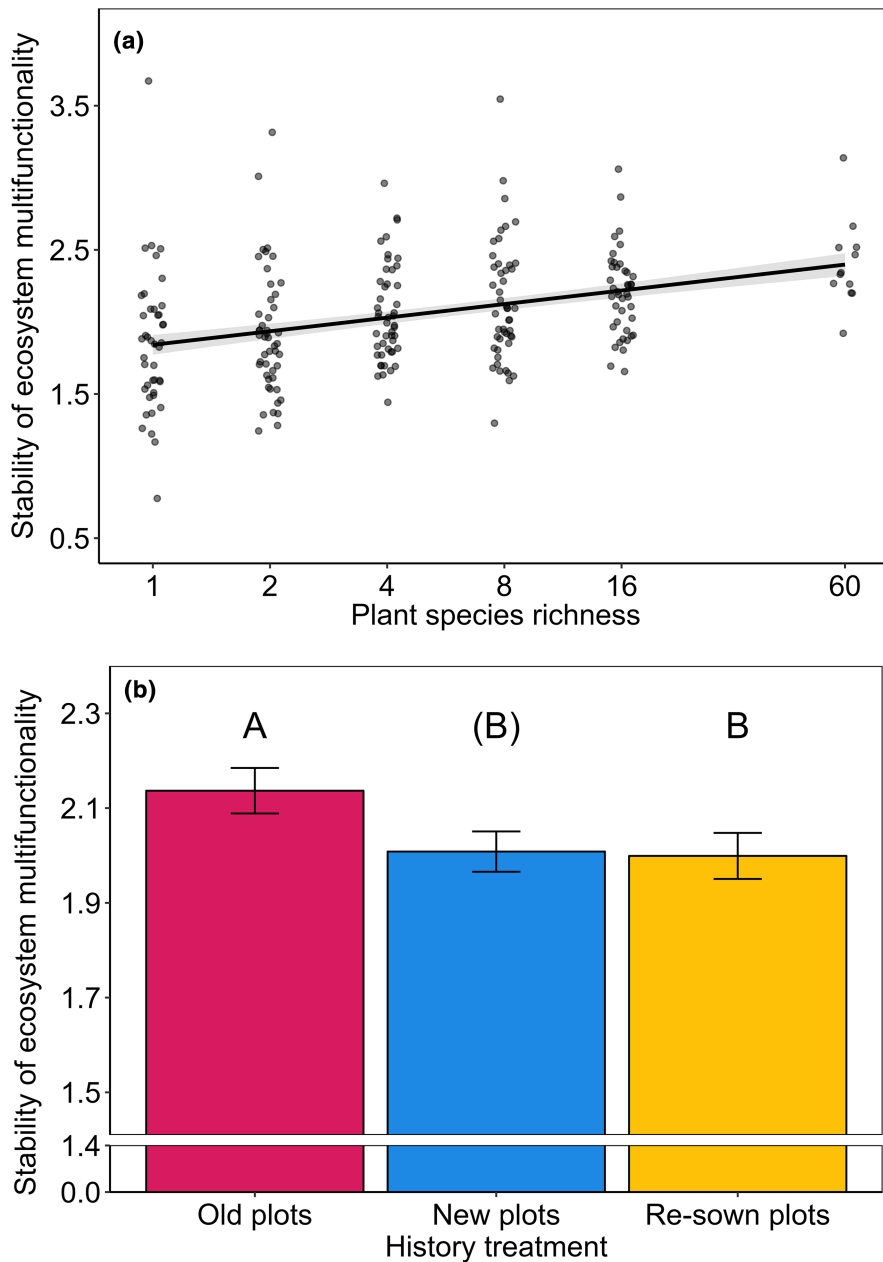 (a)
Stability of ecosystem multifunctionality
3.5
2.5
1.5
0.5
1 2 4 8 16 60
Plant species richness
(b)
Stability of ecosystem multifunctionality
A (B) B
2.3
2.1
1.9
1.7
1.5
1.4
0.0
Old plots New plots Re-sown plots
History treatment